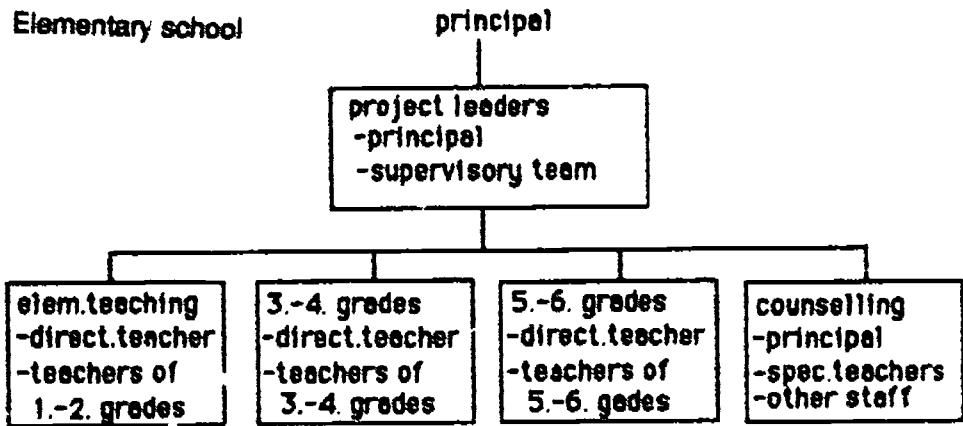 Elementary school
principal
project leaders
-principal
-supervisory team
elem.teaching
-direct.teacher
-teachers of
1.-2. grades
3.-4. grades
-direct.teacher
-teachers of
3.-4. grades
5.-6. grades
-direct.teacher
-teachers of
5.-6. gades
counselling
-principal
-spec.teachers
-other staff